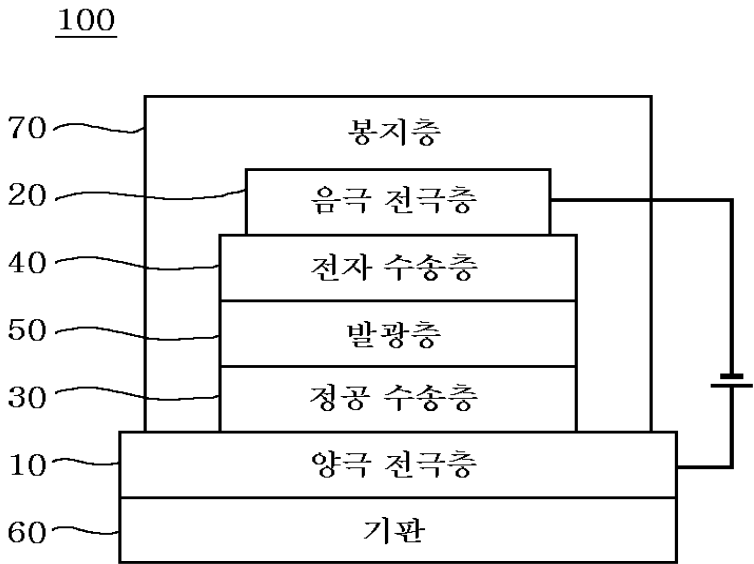 100
70 봉지층
20 음극 전극층
40 전자 수송층
50 발광층
30 정공 수송층
10 양극 전극층
60 기판